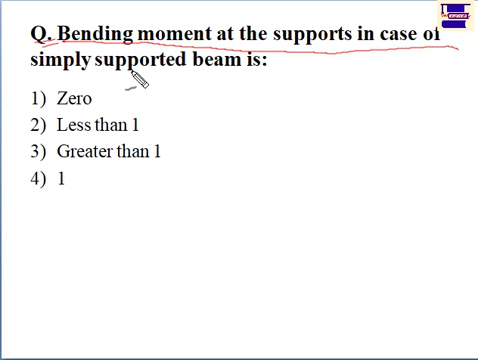 Q. Bending moment at the supports in case of
simply supported beam is:
1) Zero
2) Less than 1
3) Greater than 1
4) 1